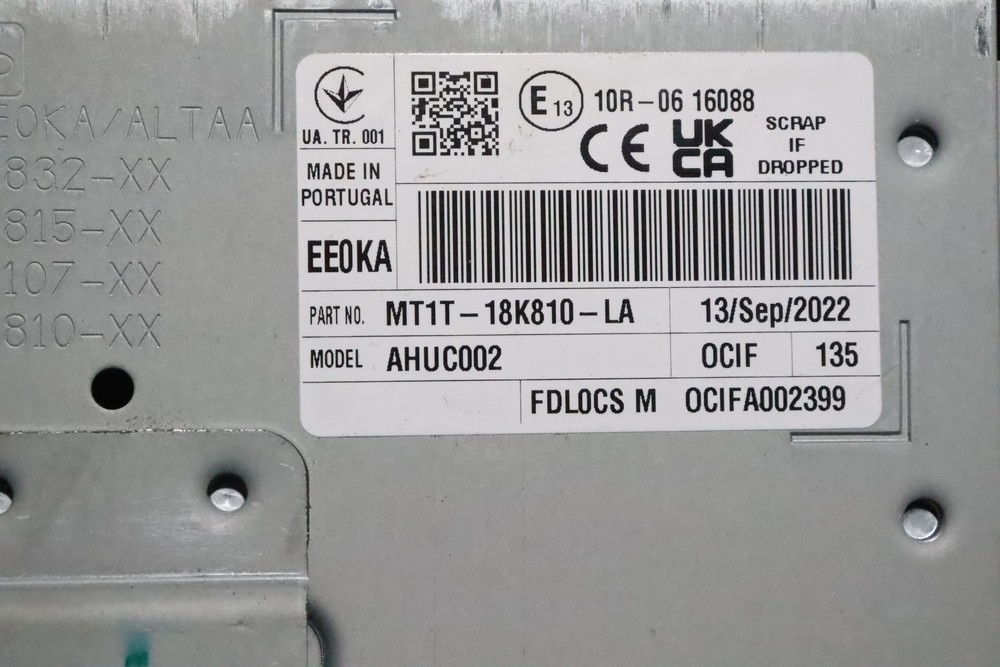 EOKA/ALTAA
832-XX
815-XX
107-XX
810-XX
UA. TR. 001
MADE IN
PORTUGAL
EE0KA
E 13
10R-06 16088
CE
UK
CA
SCRAP
IF
DROPPED
PART NO. MT1T-18K810-LA 13/Sep/2022
MODEL AHUC002 OCIF 135
FDL0CS M OCIFA002399